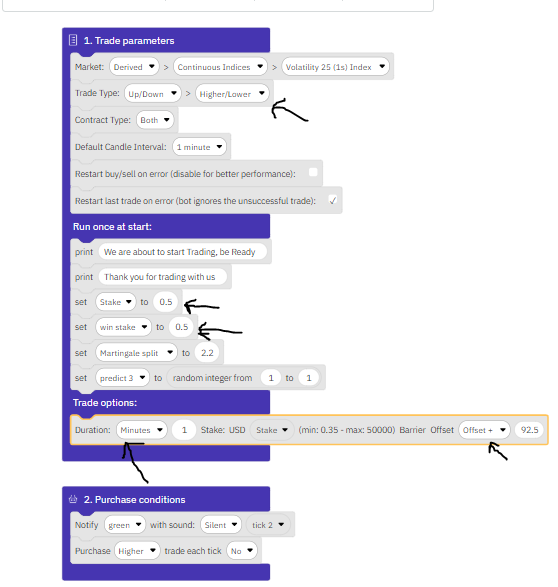 1. Trade parameters
Market: Derived > Continuous Indices > Volatility 25 (1s) Index
Trade Type: Up/Down > Higher/Lower
Contract Type: Both
Default Candle Interval: 1 minute
Restart buy/sell on error (disable for better performance):
Restart last trade on error (bot ignores the unsuccessful trade): ✓
Run once at start:
print We are about to start Trading, be Ready
print Thank you for trading with us
set Stake to 0.5
set win stake to 0.5
set Martingale split to 2.2
set predict 3 to random integer from 1 to 1
Trade options:
Duration: Minutes 1 Stake: USD Stake (min: 0.35 - max: 50000) Barrier Offset Offset + 92.5
2. Purchase conditions
Notify green with sound: Silent tick 2
Purchase Higher trade each tick No